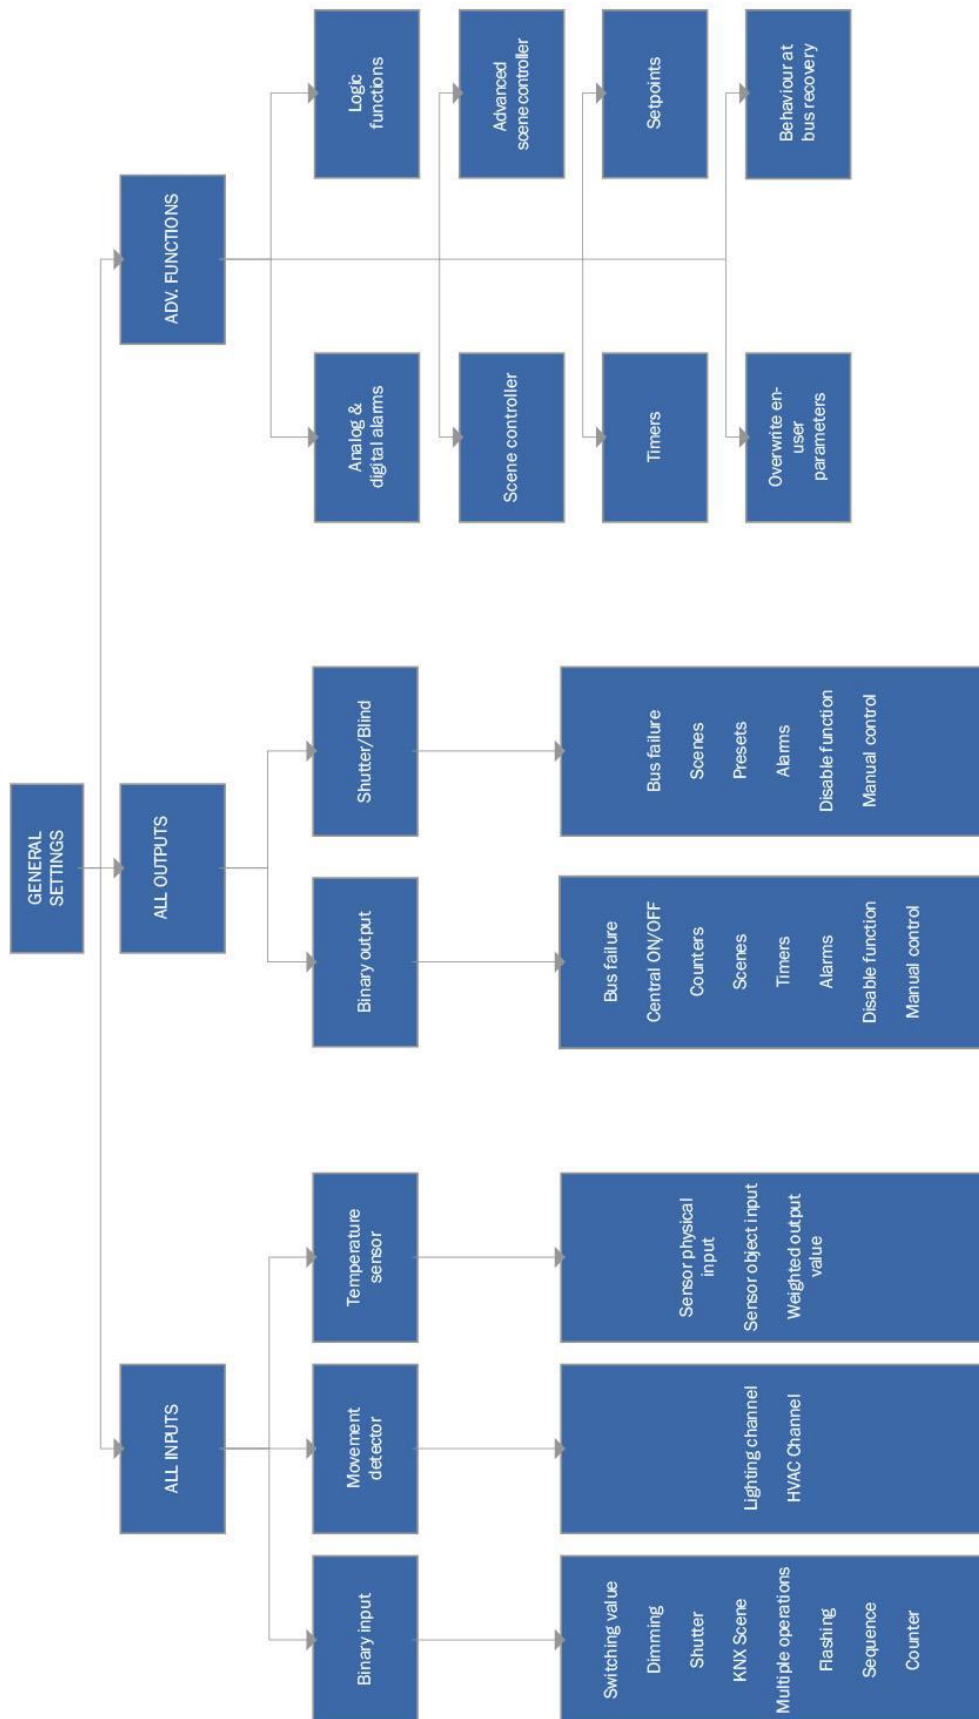 GENERAL
SETTINGS
ALL INPUTS
ALL OUTPUTS
ADV. FUNCTIONS
Binary input
Movement
detector
Temperature
sensor
Binary output
Shutter/Blind
Analog &
digital alarms
Logic
functions
Scene controller
Advanced
scene controller
Timers
Setpoints
Overwrite en-
user
parameters
Behaviour at
bus recovery
Switching value
Dimming
Shutter
KNX Scene
Multiple operations
Flashing
Sequence
Counter
Lighting channel
HVAC Channel
Sensor physical
input
Sensor object input
Weighted output
value
Bus failure
Central ON/OFF
Counters
Scenes
Timers
Alarms
Disable function
Manual control
Bus failure
Scenes
Presets
Alarms
Disable function
Manual control